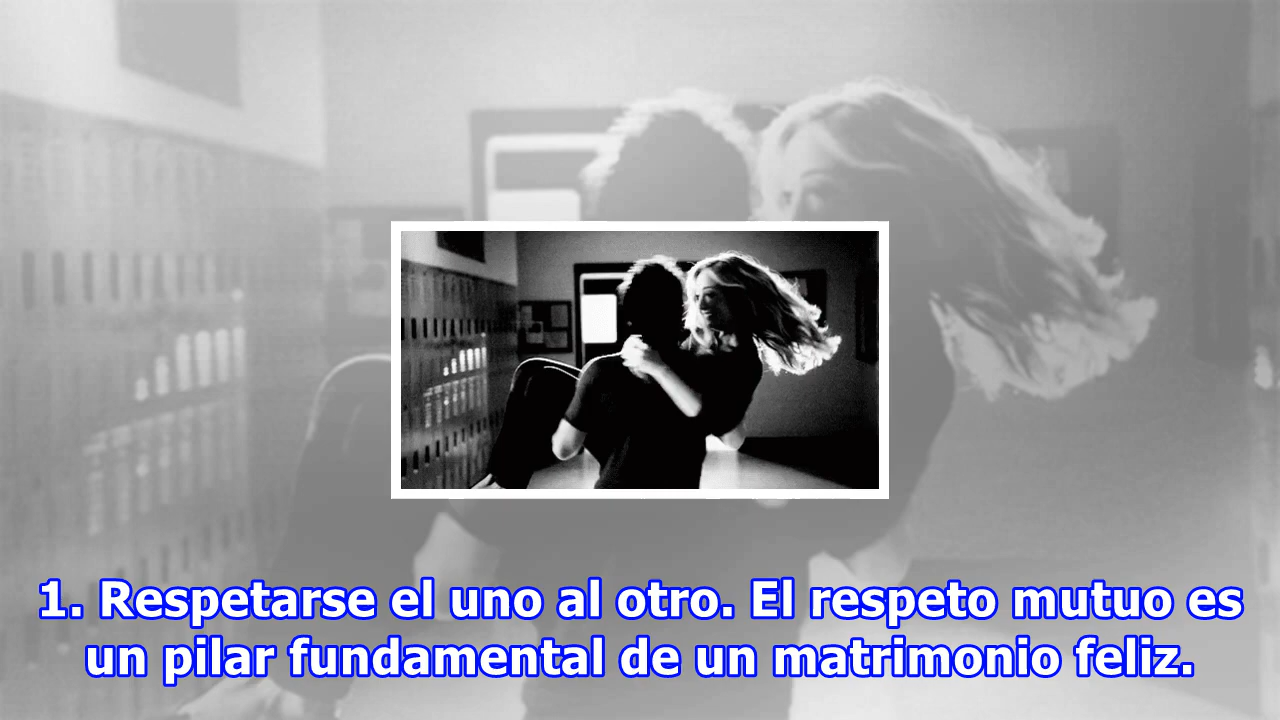 1. Respetarse el uno al otro. El respeto mutuo es
un pilar fundamental de un matrimonio feliz.